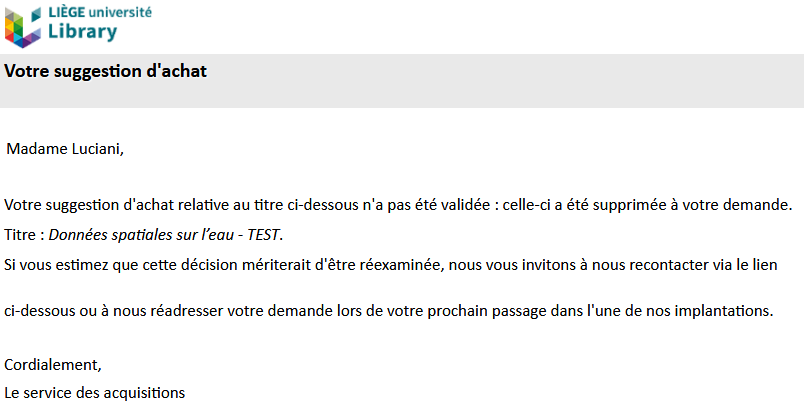 LIÈGE université
Library
Votre suggestion d'achat
Madame Luciani,
Votre suggestion d'achat relative au titre ci-dessous n'a pas été validée : celle-ci a été supprimée à votre demande.
Titre : Données spatiales sur l’eau - TEST.
Si vous estimez que cette décision mériterait d'être réexaminée, nous vous invitons à nous recontacter via le lien
ci-dessous ou à nous réadresser votre demande lors de votre prochain passage dans l'une de nos implantations.
Cordialement,
Le service des acquisitions